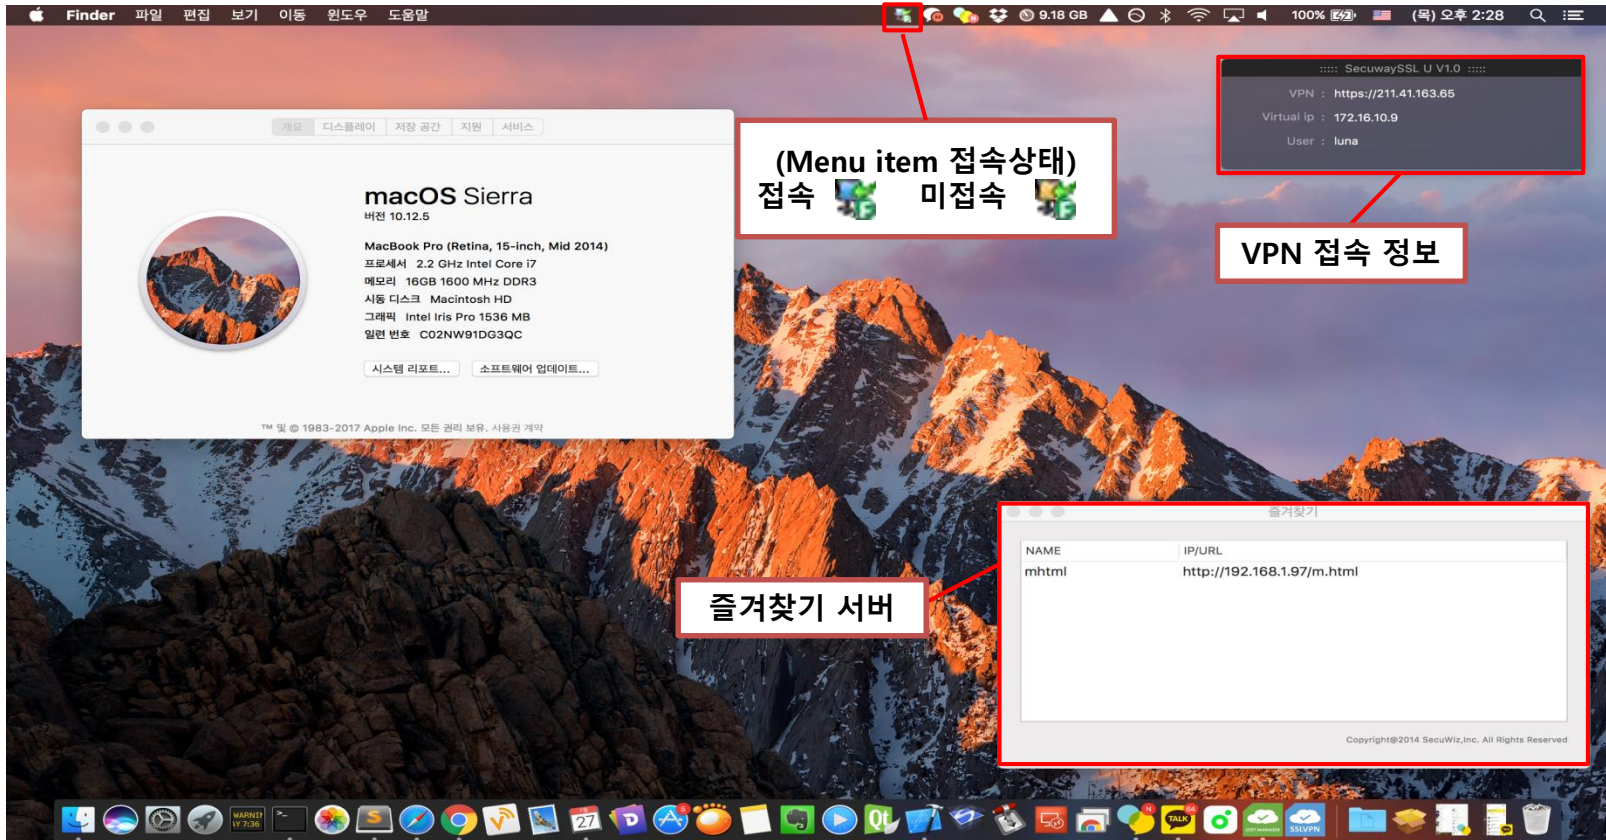 Finder 파일 편집 보기 이동 윈도우 도움말 9.18 GB 100% (목) 오후 2:28
::::: SecuwaySSL U V1.0 :::::
VPN : https://211.41.163.65
Virtual ip : 172.16.10.9
User : luna
개요 디스플레이 저장 공간 지원 서비스
(Menu item 접속상태)
접속 미접속
VPN 접속 정보
macOS Sierra
버전 10.12.5
MacBook Pro (Retina, 15-inch, Mid 2014)
프로세서 2.2 GHz Intel Core i7
메모리 16GB 1600 MHz DDR3
시동 디스크 Macintosh HD
그래픽 Intel Iris Pro 1536 MB
일련 번호 C02NW91DG3QC
시스템 리포트... 소프트웨어 업데이트...
™ 및 © 1983-2017 Apple Inc. 모든 권리 보유. 사용권 계약
즐겨찾기
NAME IP/URL
mhtml http://192.168.1.97/m.html
즐겨찾기 서버
Copyright@2014 SecuWiz,Inc. All Rights Reserved
WARNIN
LY 7:36
27
TALK
84
SSLVPN